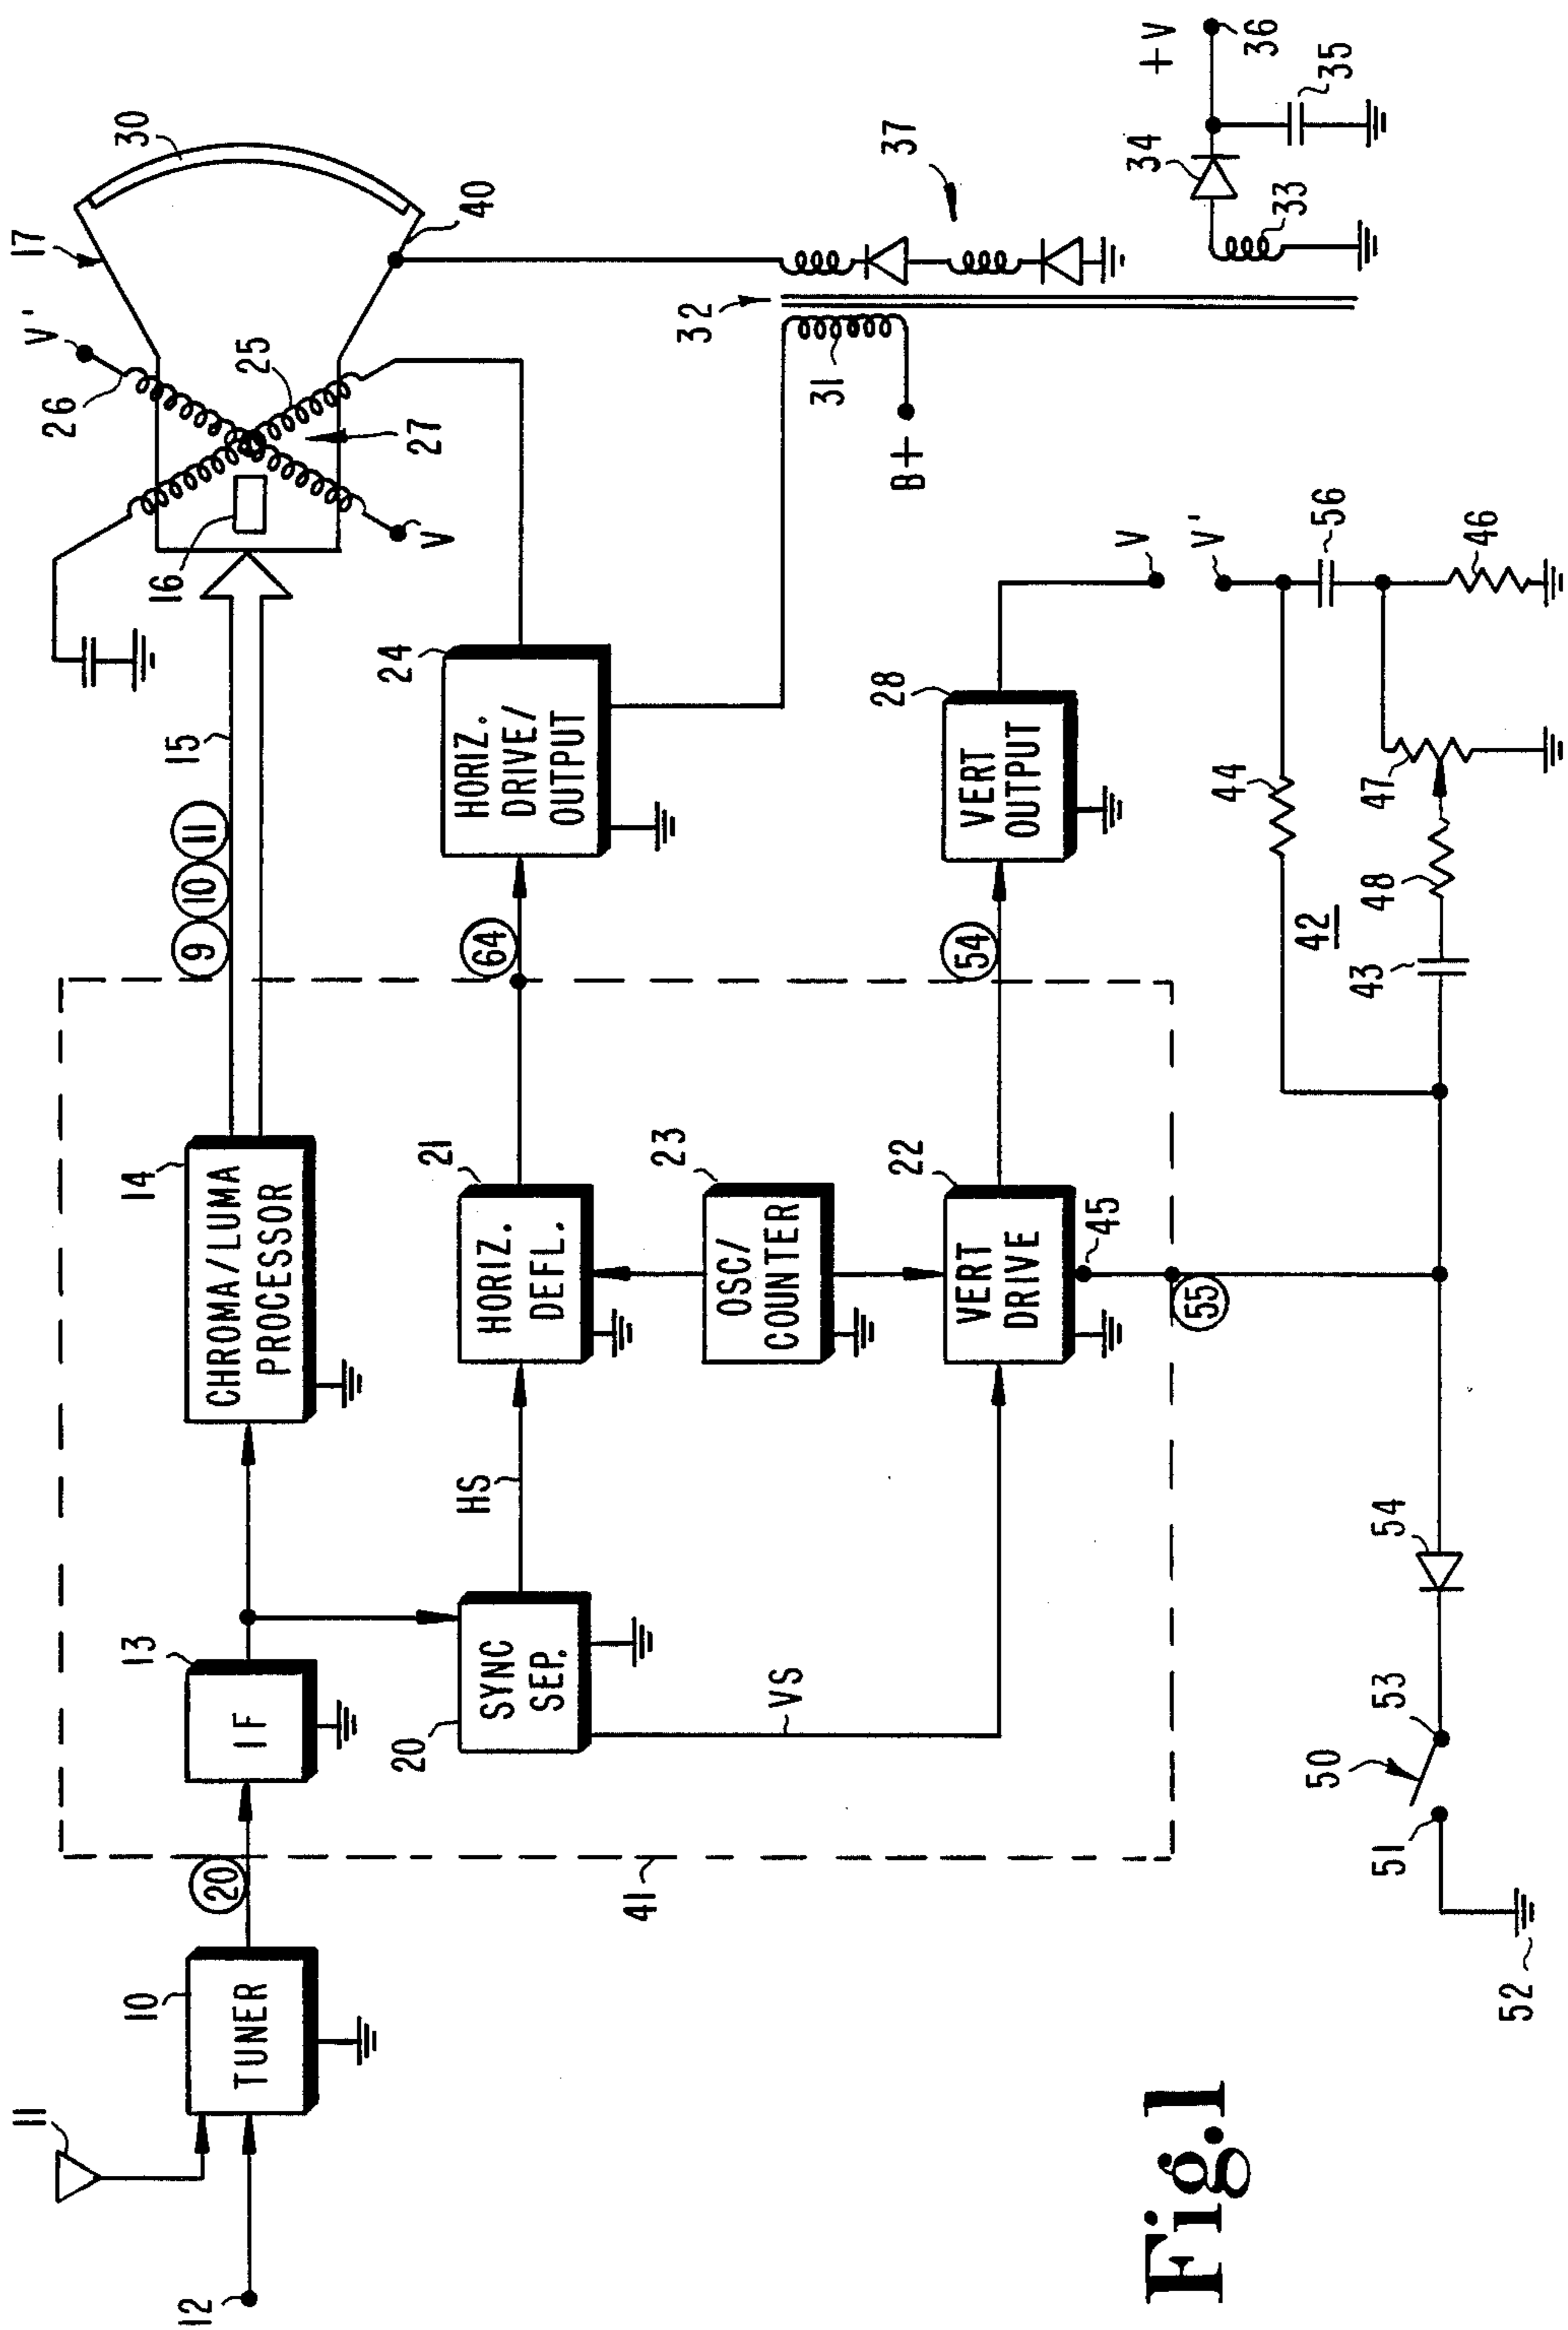 11
12
10
TUNER
20
41
13
IF
14
CHROMA/LUMA
PROCESSOR
9 10 11
15
16
17
26
V'
25
30
27
V
40
20
SYNC
SEP.
HS
VS
21
HORIZ.
DEFL.
64
24
HORIZ.
DRIVE/
OUTPUT
23
OSC/
COUNTER
22
VERT
DRIVE
45
55
54
28
VERT
OUTPUT
V
V'
32
31
B+
37
34
33
35
+V
36
44
56
42
43
48
47
46
54
53
50
51
52
Fig.1